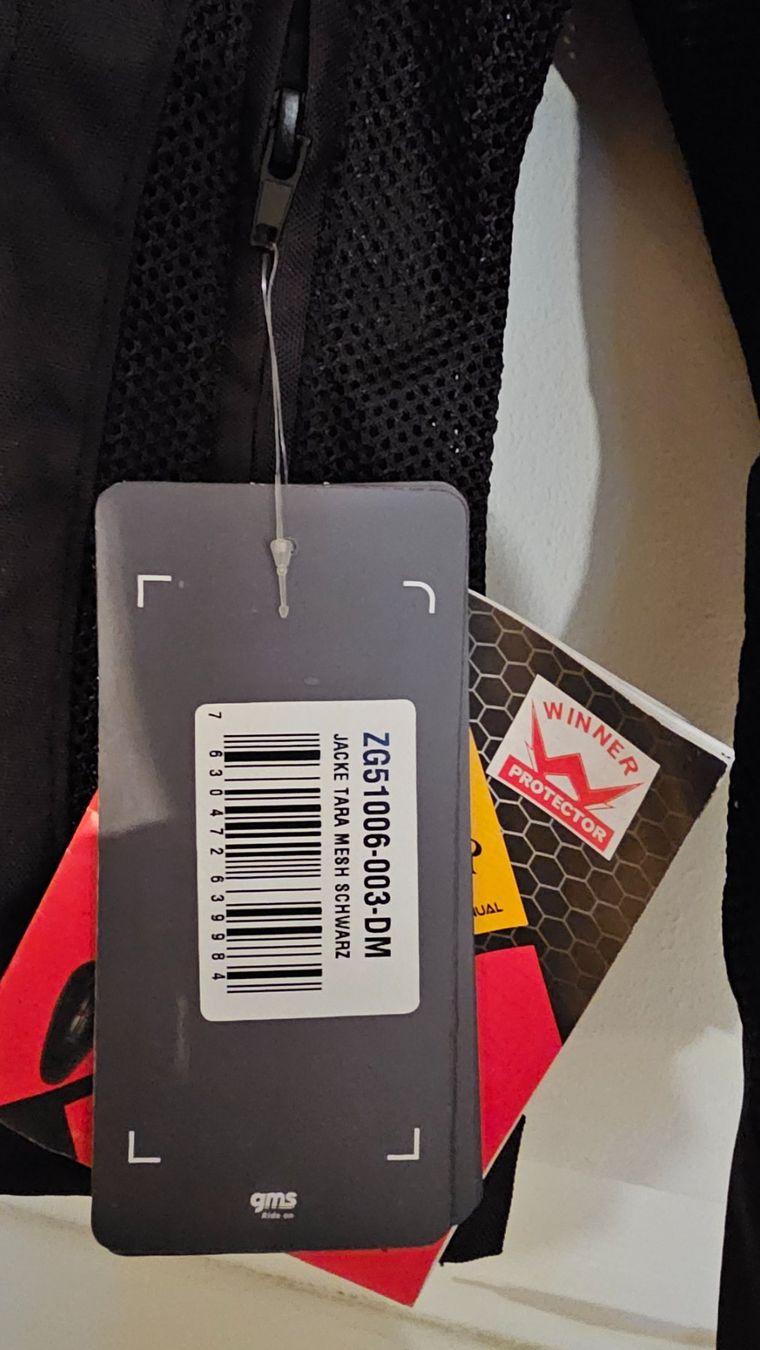 ZG51006-003-DM
JACKE TARA MESH SCHWARZ
7 630472 639984
gms
Ride on
WINNER
PROTECTOR